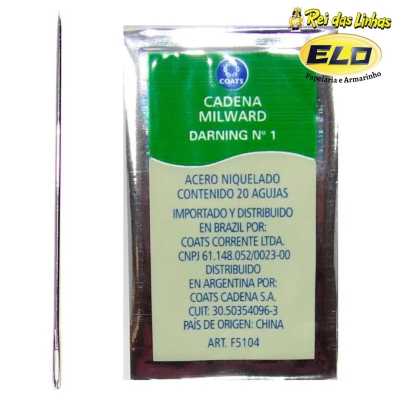 Rei das Linhas
ELO
Papelaria e Armarinho
COATS
CADENA
MILWARD
DARNING Nº 1
ACERO NIQUELADO
CONTENIDO 20 AGUJAS
IMPORTADO Y DISTRIBUIDO
EN BRAZIL POR:
COATS CORRENTE LTDA.
CNPJ 61.148.052/0023-00
DISTRIBUIDO
EN ARGENTINA POR:
COATS CADENA S.A.
CUIT: 30.50354096-3
PAÍS DE ORIGEN: CHINA
ART. F5104